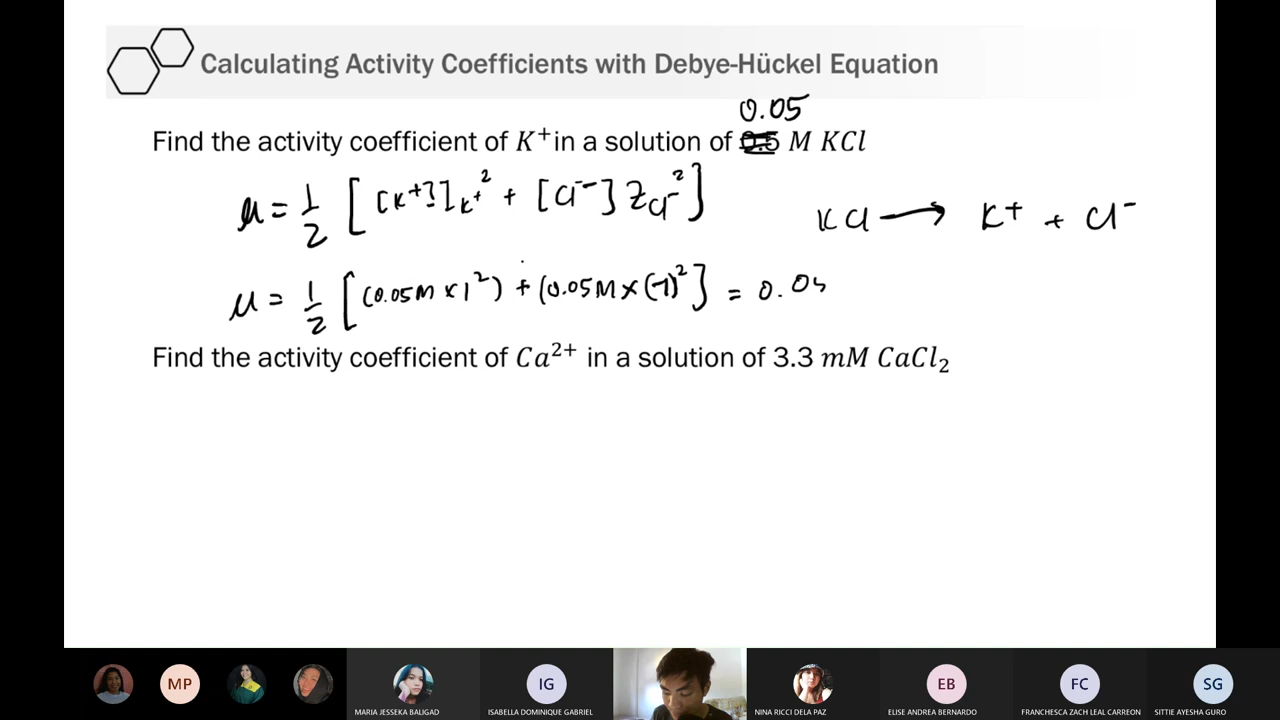 Calculating Activity Coefficients with Debye-Hückel Equation
0.05
Find the activity coefficient of K⁺ in a solution of 0.5 M KCl
μ = 1/2 [ [K⁺] Z_K⁺² + [Cl⁻] Z_Cl⁻² ]
KCl → K⁺ + Cl⁻
μ = 1/2 [ (0.05M × 1²) + (0.05M × (-1)² ] = 0.05
Find the activity coefficient of Ca²⁺ in a solution of 3.3 mM CaCl₂
MP
IG
EB
FC
SG
MARIA JESSEKA BALIGAD
ISABELLA DOMINIQUE GABRIEL
NINA RICCI DELA PAZ
ELISE ANDREA BERNARDO
FRANCHESCA ZACH LEAL CARREON
SITTIE AYESHA GURO